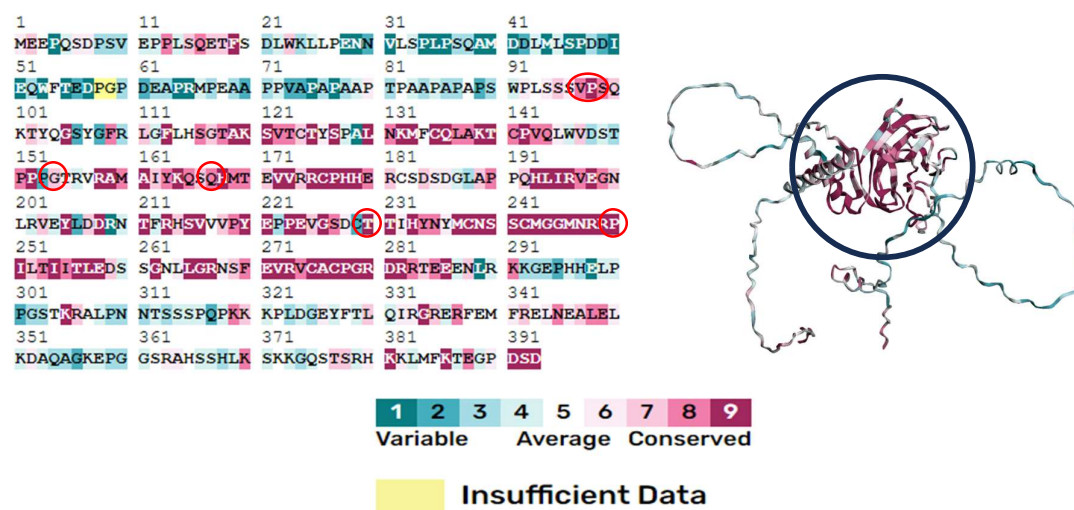 1 11 21 31 41
MEEPQSDPSV EPPLSQETFS DLWKLLPENN VLSPLPSQAM DDLMLSPDDI
51 61 71 81 91
EQWFTEDPGP DEAPRMPEAA PPVAPAPAAP TPAAPAPAPS WPLSSSVPSQ
101 111 121 131 141
KTYQGSYGFR LGFLHSGTAK SVTCTYSPAL NKMFCQLAKT CPVQLWVDST
151 161 171 181 191
PPPGTRVRAM AIYKQSQHMT EVVRRCPHHE RCSDSDGLAP PQHLIRVEGN
201 211 221 231 241
LRVEYLDDRN TFRHSVVVPY EPPEVGSDCT TIHYNYMCNS SCMGGMNRRP
251 261 271 281 291
ILTIITLEDS SGNLLGRNSF EVRVCACPGR DRRTEEENLR KKGEPHHELP
301 311 321 331 341
PGSTKRALPN NTSSSPQPKK KPLDGEYFTL QIRGRERFEM FRELNEALEL
351 361 371 381 391
KDAQAGKEPG GSRAHSSHLK SKKGQSTSRH KKLMFKTEGP DSD
1 2 3 4 5 6 7 8 9
Variable Average Conserved
Insufficient Data